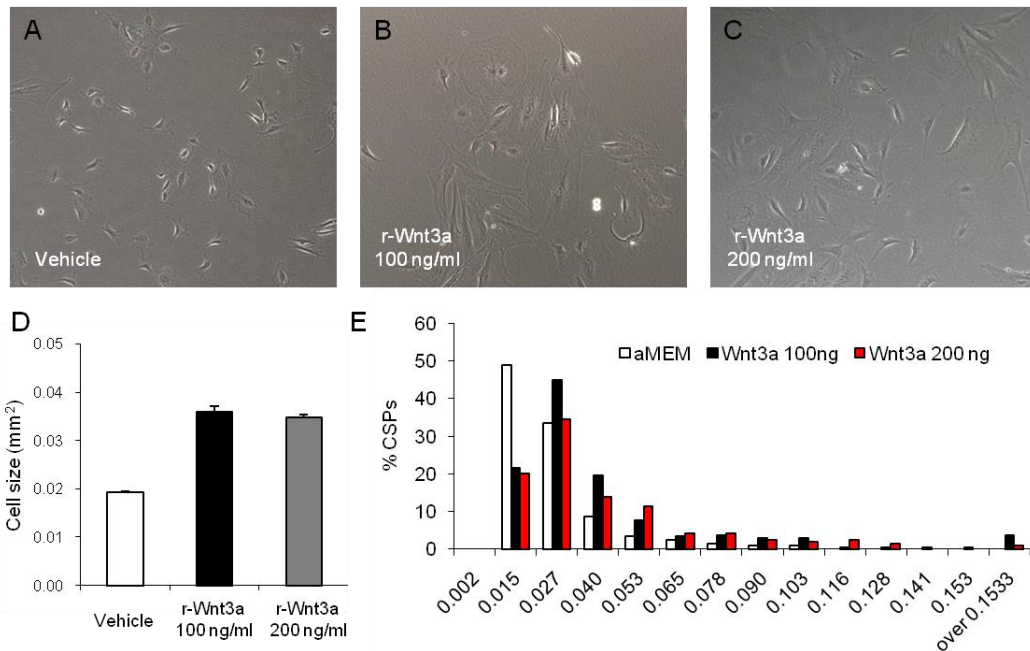 A
B
C
Vehicle
r-Wnt3a
100 ng/ml
r-Wnt3a
200 ng/ml
D
0.05
0.04
0.03
0.02
0.01
0.00
Cell size (mm²)
Vehicle
r-Wnt3a
100 ng/ml
r-Wnt3a
200 ng/ml
E
60
50
40
30
20
10
0
% CSPs
aMEM
Wnt3a 100ng
Wnt3a 200 ng
0.002
0.015
0.027
0.040
0.053
0.065
0.078
0.090
0.103
0.116
0.128
0.141
0.153
over 0.1533